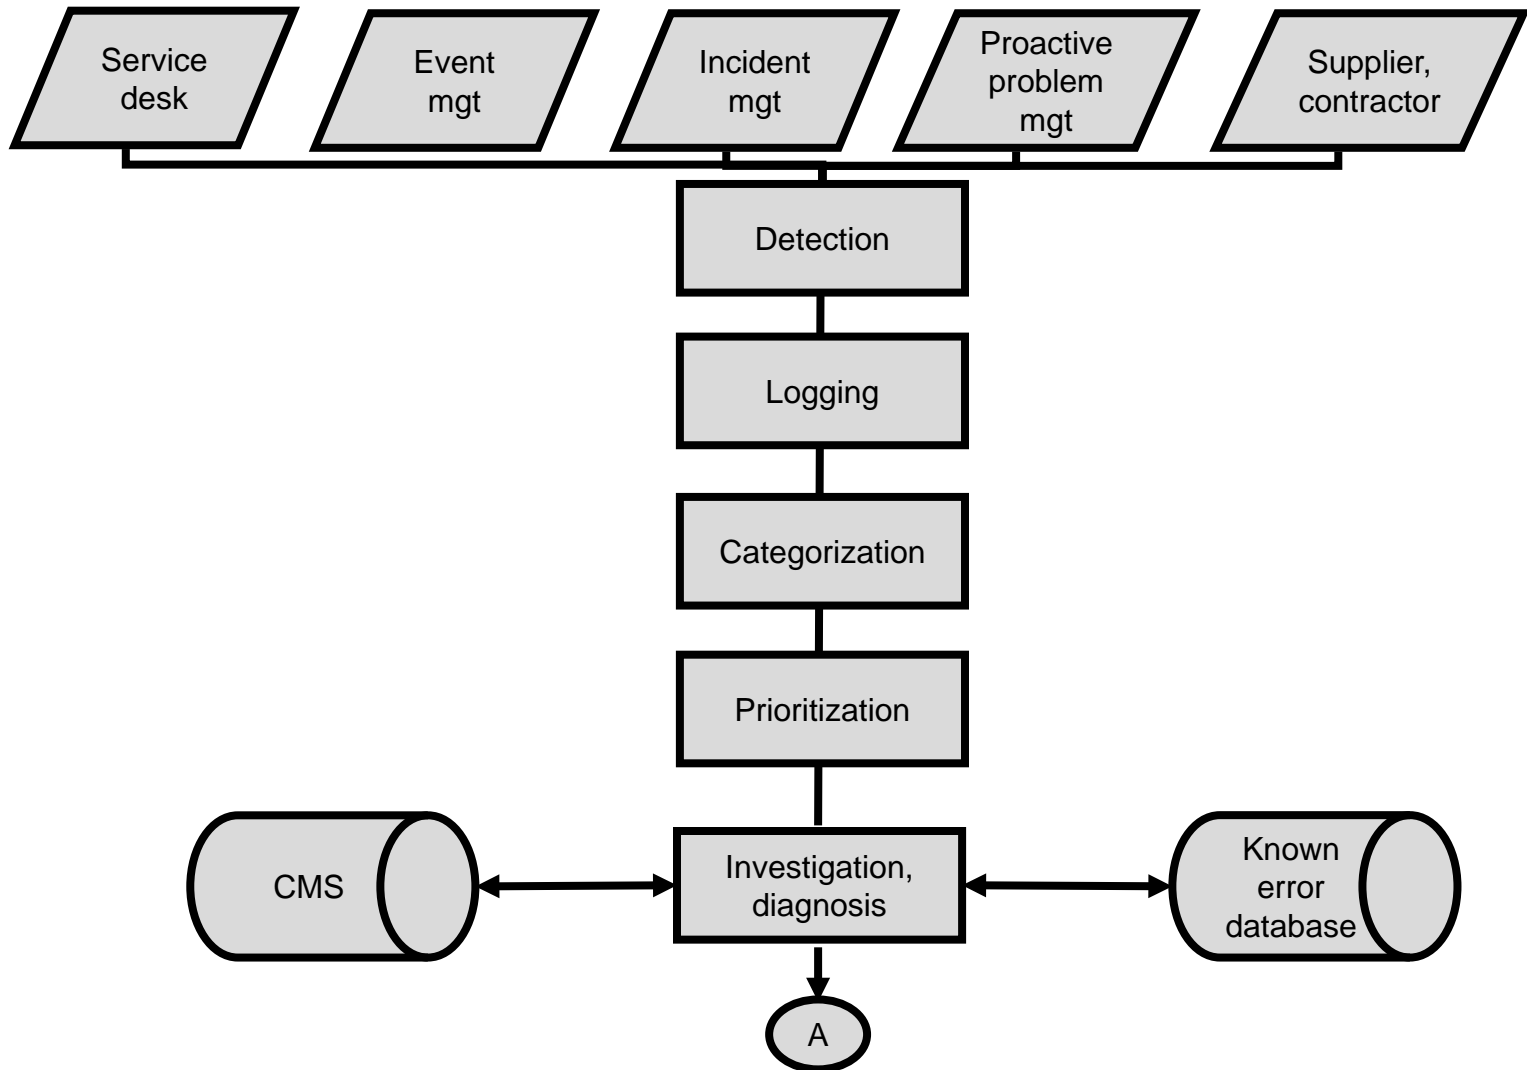 Service
desk
Event
mgt
Incident
mgt
Proactive
problem
mgt
Supplier,
contractor
Detection
Logging
Categorization
Prioritization
CMS
Investigation,
diagnosis
Known
error
database
A